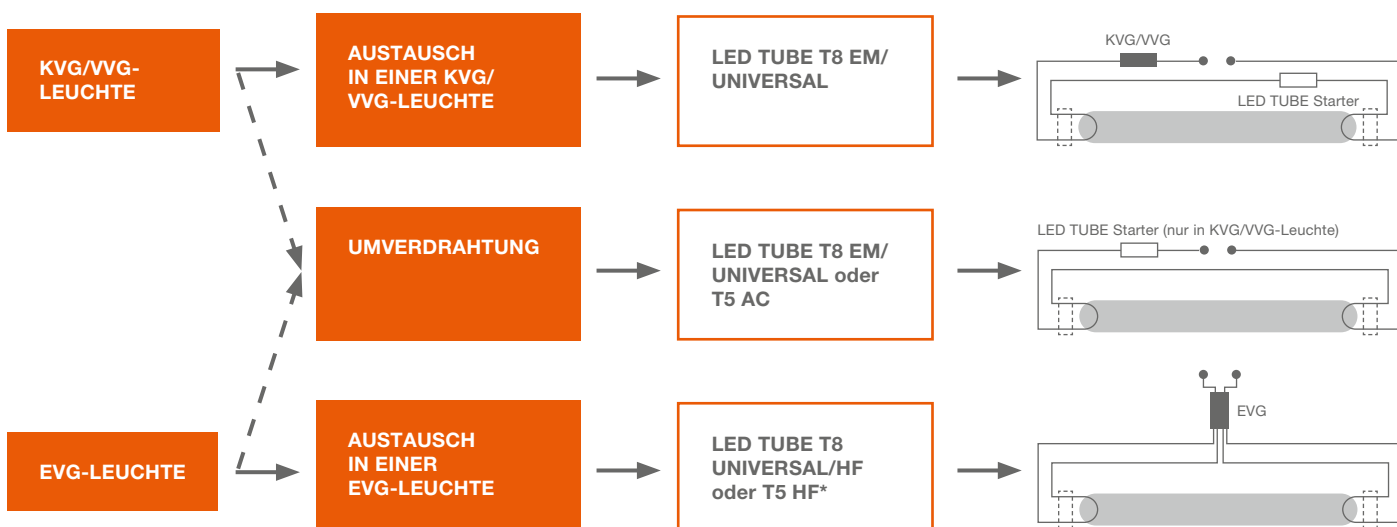 KVG/VVG-
LEUCHTE
AUSTAUSCH
IN EINER KVG/
VVG-LEUCHTE
LED TUBE T8 EM/
UNIVERSAL
KVG/VVG
LED TUBE Starter
UMVERDRAHTUNG
LED TUBE T8 EM/
UNIVERSAL oder
T5 AC
LED TUBE Starter (nur in KVG/VVG-Leuchte)
EVG-LEUCHTE
AUSTAUSCH
IN EINER
EVG-LEUCHTE
LED TUBE T8
UNIVERSAL/HF
oder T5 HF*
EVG